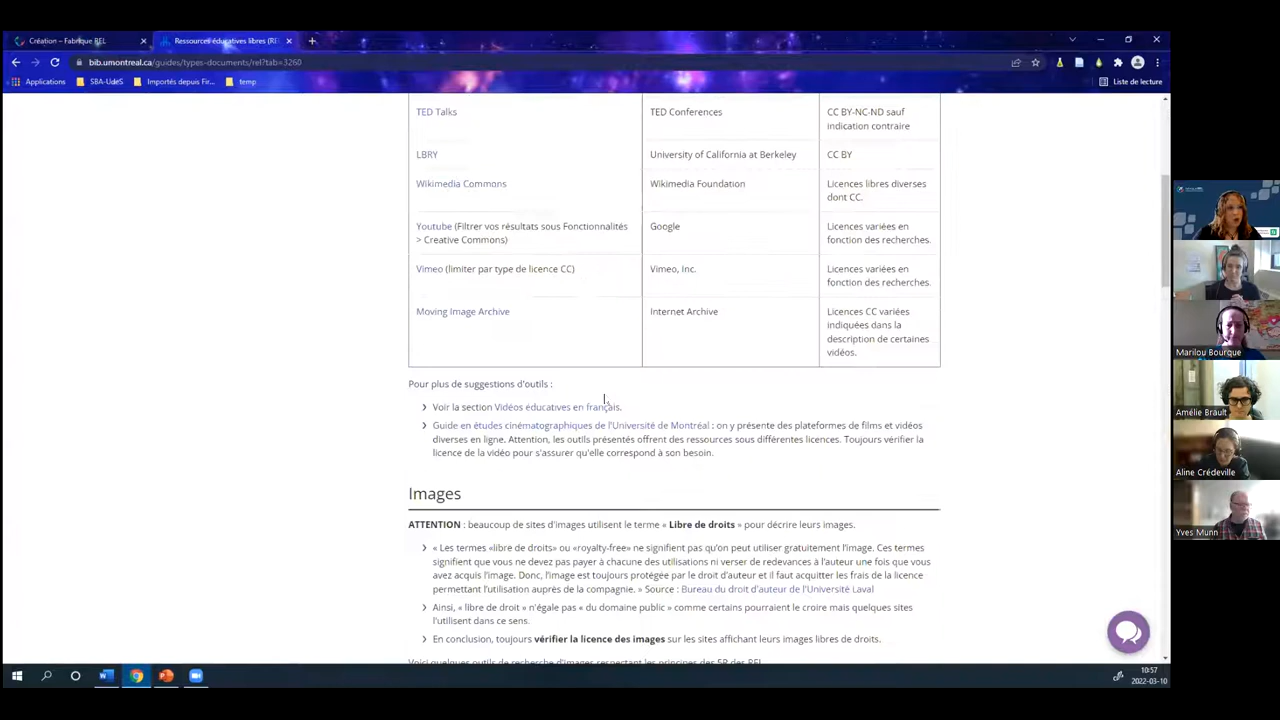 Création – Fabrique REL
Ressources éducatives libres (RE
bib.umontreal.ca/guides/types-documents/rel?tab=3260
Applications
SBA-UdeS
Importés depuis Fir...
temp
Liste de lecture
TED Talks
TED Conferences
CC BY-NC-ND sauf
indication contraire
LBRY
University of California at Berkeley
CC BY
Wikimedia Commons
Wikimedia Foundation
Licences libres diverses
dont CC.
Youtube (Filtrer vos résultats sous Fonctionnalités
> Creative Commons)
Google
Licences variées en
fonction des recherches.
Vimeo (limiter par type de licence CC)
Vimeo, Inc.
Licences variées en
fonction des recherches.
Moving Image Archive
Internet Archive
Licences CC variées
indiquées dans la
description de certaines
vidéos.
Pour plus de suggestions d'outils :
Voir la section Vidéos éducatives en français.
Guide en études cinématographiques de l'Université de Montréal : on y présente des plateformes de films et vidéos
diverses en ligne. Attention, les outils présentés offrent des ressources sous différentes licences. Toujours vérifier la
licence de la vidéo pour s'assurer qu'elle correspond à son besoin.
Images
ATTENTION : beaucoup de sites d'images utilisent le terme « Libre de droits » pour décrire leurs images.
« Les termes «libre de droits» ou «royalty-free» ne signifient pas qu'on peut utiliser gratuitement l'image. Ces termes
signifient que vous ne devez pas payer à chacune des utilisations ni verser de redevances à l'auteur une fois que vous
avez acquis l'image. Donc, l'image est toujours protégée par le droit d'auteur et il faut acquitter les frais de la licence
permettant l'utilisation auprès de la compagnie. » Source : Bureau du droit d'auteur de l'Université Laval
Ainsi, « libre de droit » n'égale pas « du domaine public » comme certains pourraient le croire mais quelques sites
l'utilisent dans ce sens.
En conclusion, toujours vérifier la licence des images sur les sites affichant leurs images libres de droits.
Voici quelques outils de recherche d'images respectant les principes des 5R des REL
Marilou Bourque
Amélie Brault
Aline Crédeville
Yves Munn
10:57
2022-03-10